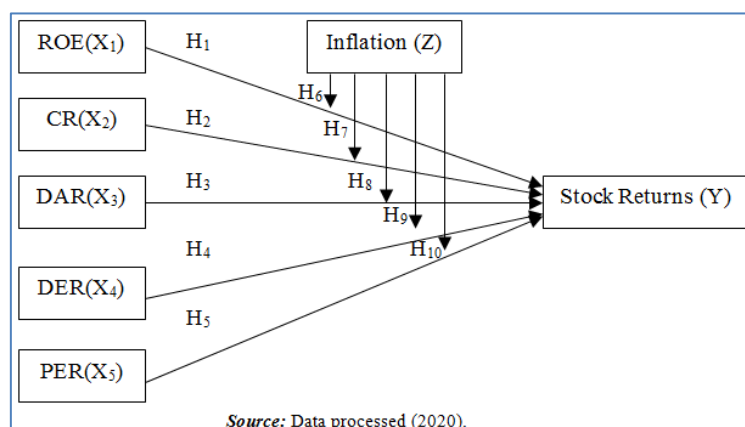 ROE(X₁)
H₁
Inflation (Z)
H₆
CR(X₂)
H₂
H₇
DAR(X₃)
H₃
H₈
Stock Returns (Y)
H₉
H₄
H₁₀
DER(X₄)
H₅
PER(X₅)
Source: Data processed (2020).